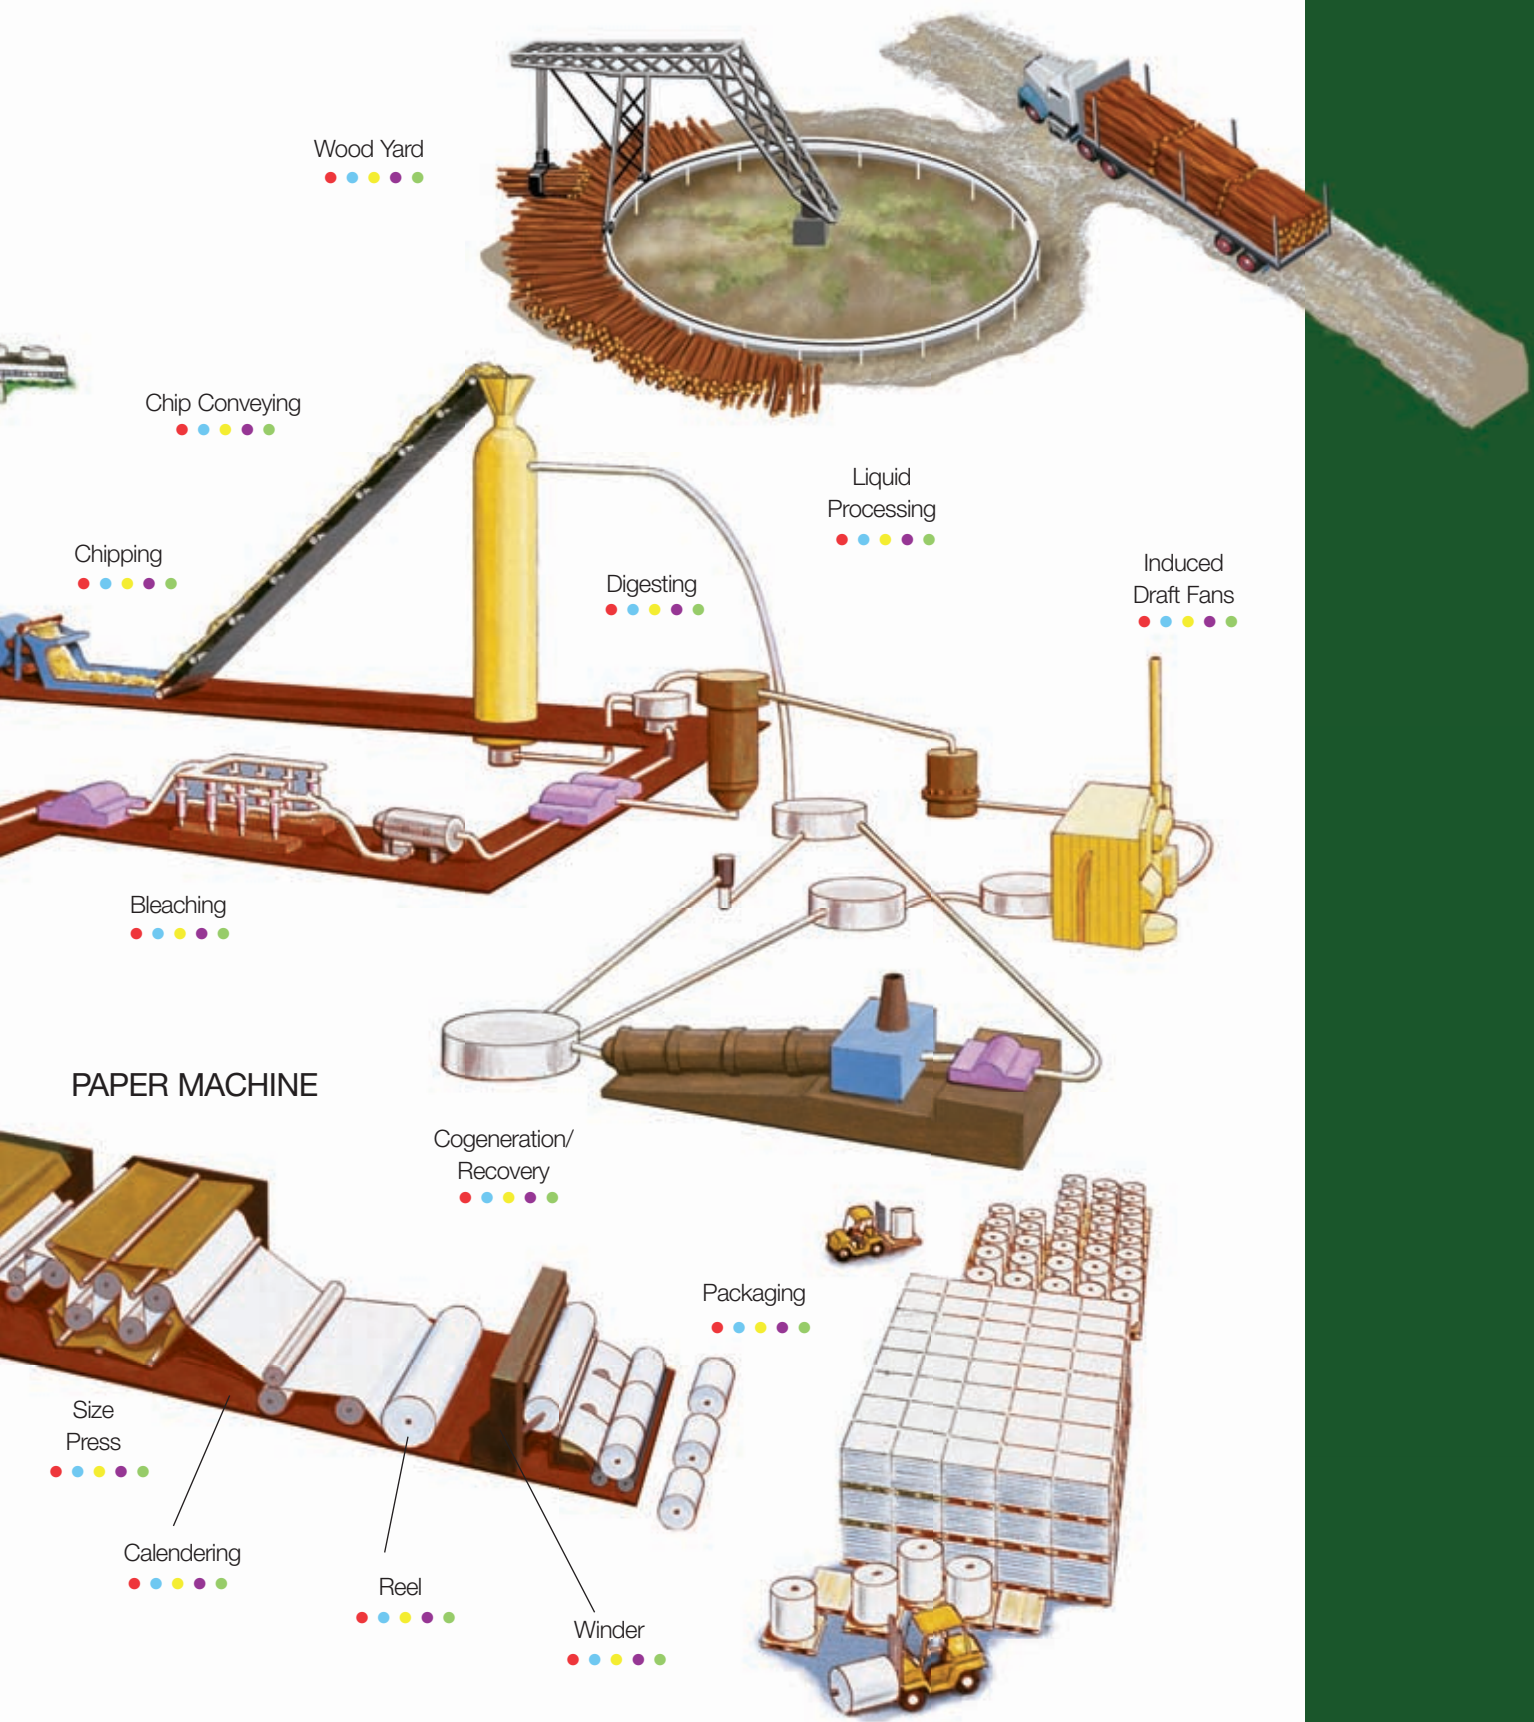 Wood Yard
Chip Conveying
Liquid
Processing
Chipping
Induced
Draft Fans
Digesting
Bleaching
PAPER MACHINE
Cogeneration/
Recovery
Packaging
Size
Press
Calendering
Reel
Winder